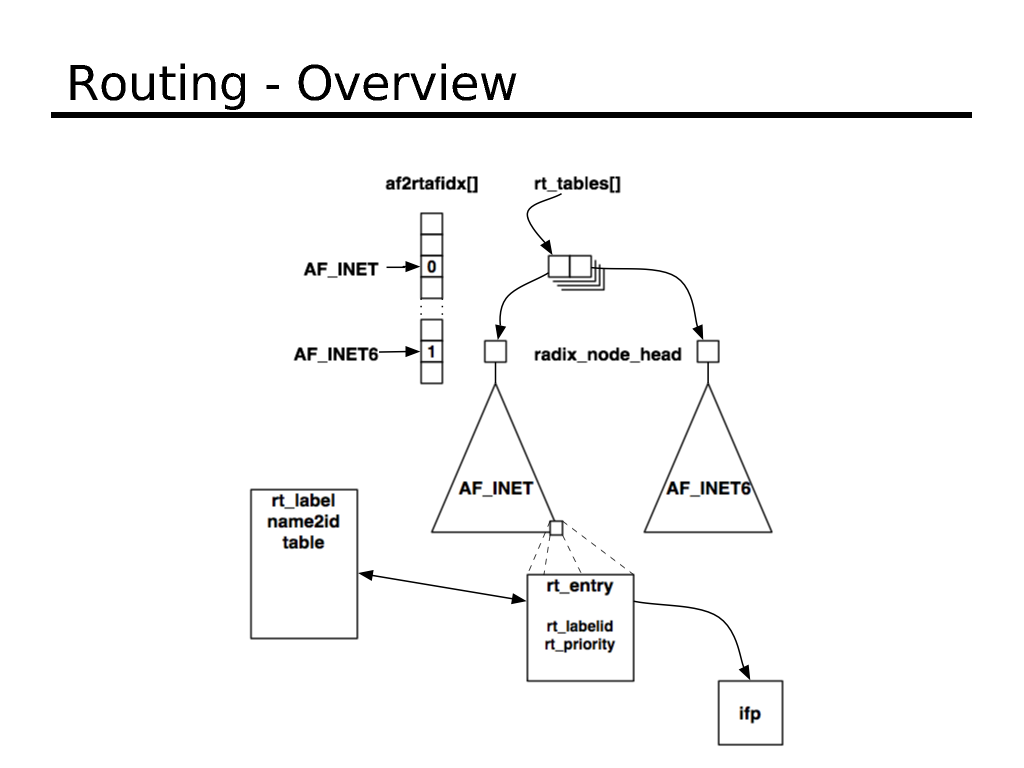 Routing - Overview
af2rtafidx[]
rt_tables[]
AF_INET
0
AF_INET6
1
radix_node_head
AF_INET
AF_INET6
rt_label
name2id
table
rt_entry
rt_labelid
rt_priority
ifp